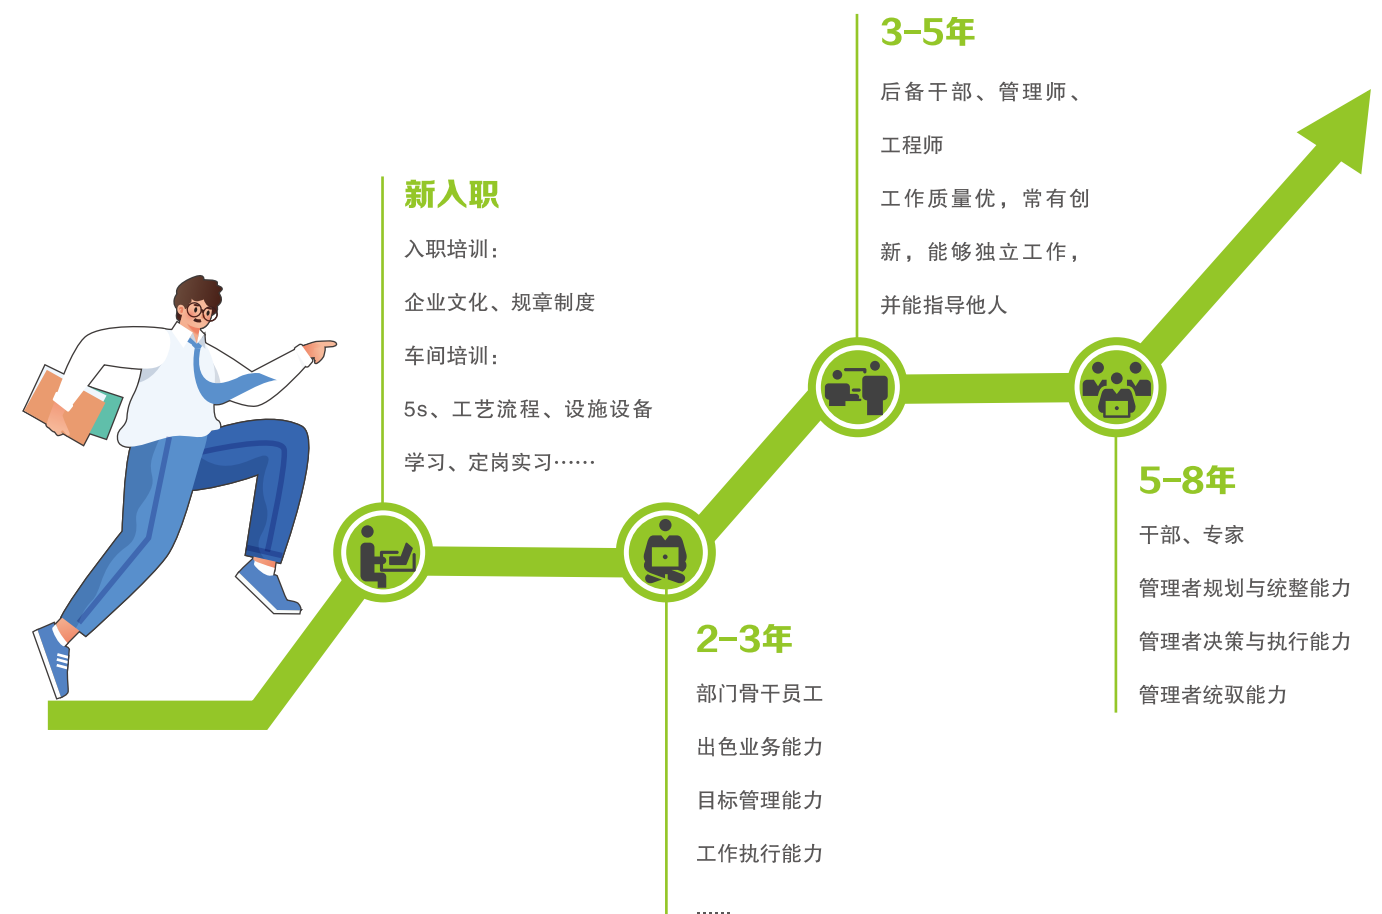 新入职
入职培训：
企业文化、规章制度
车间培训：
5s、工艺流程、设施设备
学习、定岗实习……
2-3年
部门骨干员工
出色业务能力
目标管理能力
工作执行能力
……
3-5年
后备干部、管理师、
工程师
工作质量优，常有创
新，能够独立工作，
并能指导他人
5-8年
干部、专家
管理者规划与统整能力
管理者决策与执行能力
管理者统驭能力